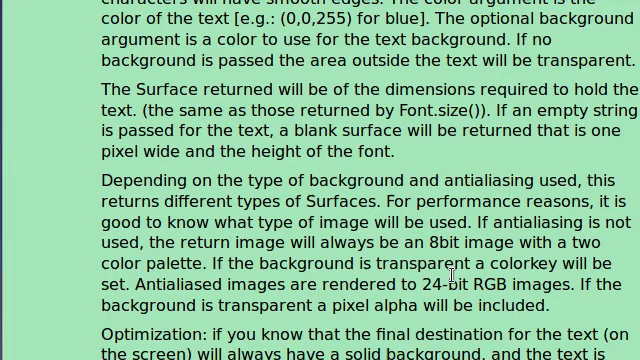 characters will have smooth edges. The color argument is the
color of the text [e.g.: (0,0,255) for blue]. The optional background
argument is a color to use for the text background. If no
background is passed the area outside the text will be transparent.
The Surface returned will be of the dimensions required to hold the
text. (the same as those returned by Font.size()). If an empty string
is passed for the text, a blank surface will be returned that is one
pixel wide and the height of the font.
Depending on the type of background and antialiasing used, this
returns different types of Surfaces. For performance reasons, it is
good to know what type of image will be used. If antialiasing is not
used, the return image will always be an 8bit image with a two
color palette. If the background is transparent a colorkey will be
set. Antialiased images are rendered to 24-bit RGB images. If the
background is transparent a pixel alpha will be included.
Optimization: if you know that the final destination for the text (on
the screen) will always have a solid background, and the text is